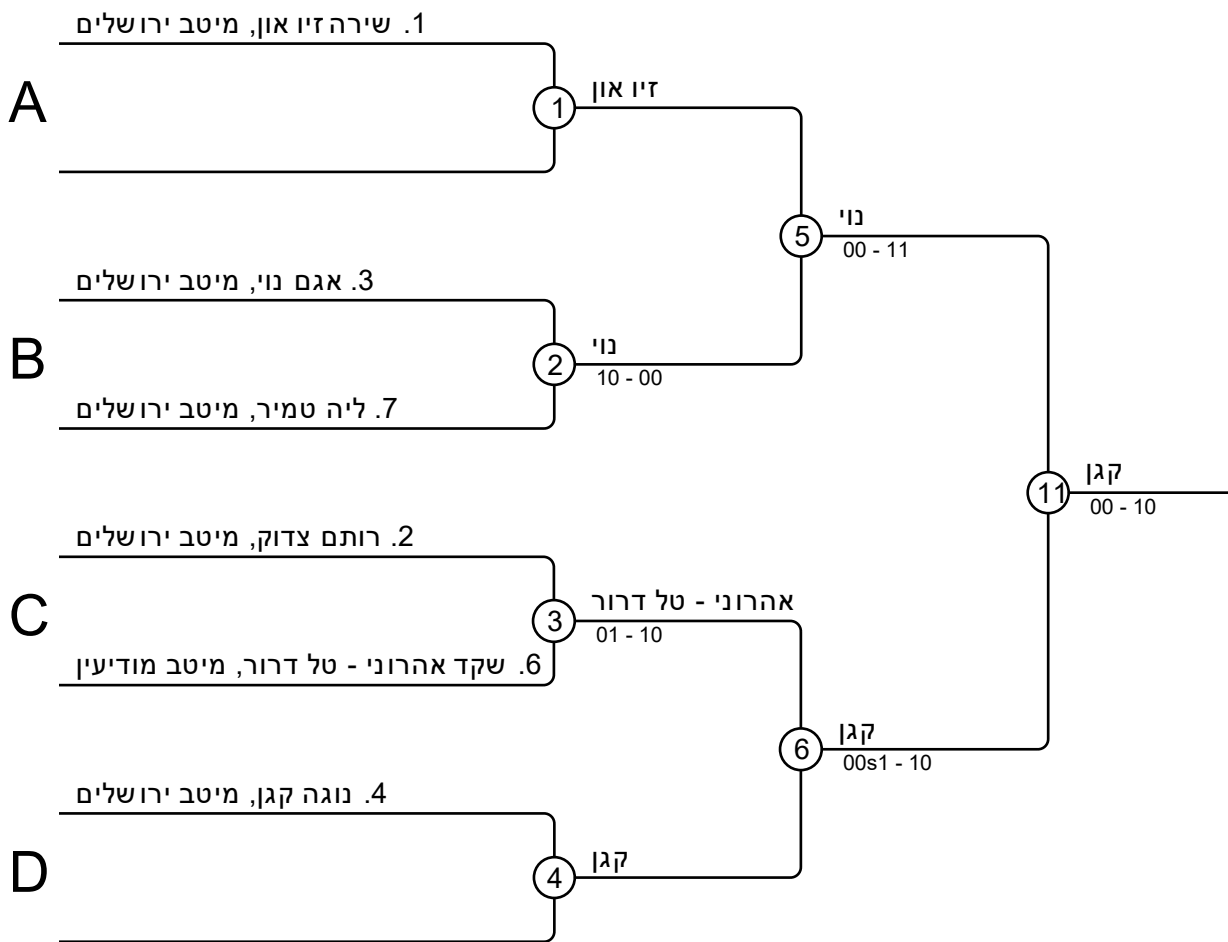 1. שירה זיו און, מיטב ירושלים
A
1
זיו און
5
נוי
00 - 11
3. אגם נוי, מיטב ירושלים
B
2
נוי
10 - 00
7. ליה טמיר, מיטב ירושלים
11
קגן
00 - 10
2. רותם צדוק, מיטב ירושלים
C
3
אהרוני - טל דרור
01 - 10
6. שקד אהרוני - טל דרור, מיטב מודיעין
6
קגן
00s1 - 10
4. נוגה קגן, מיטב ירושלים
D
4
קגן